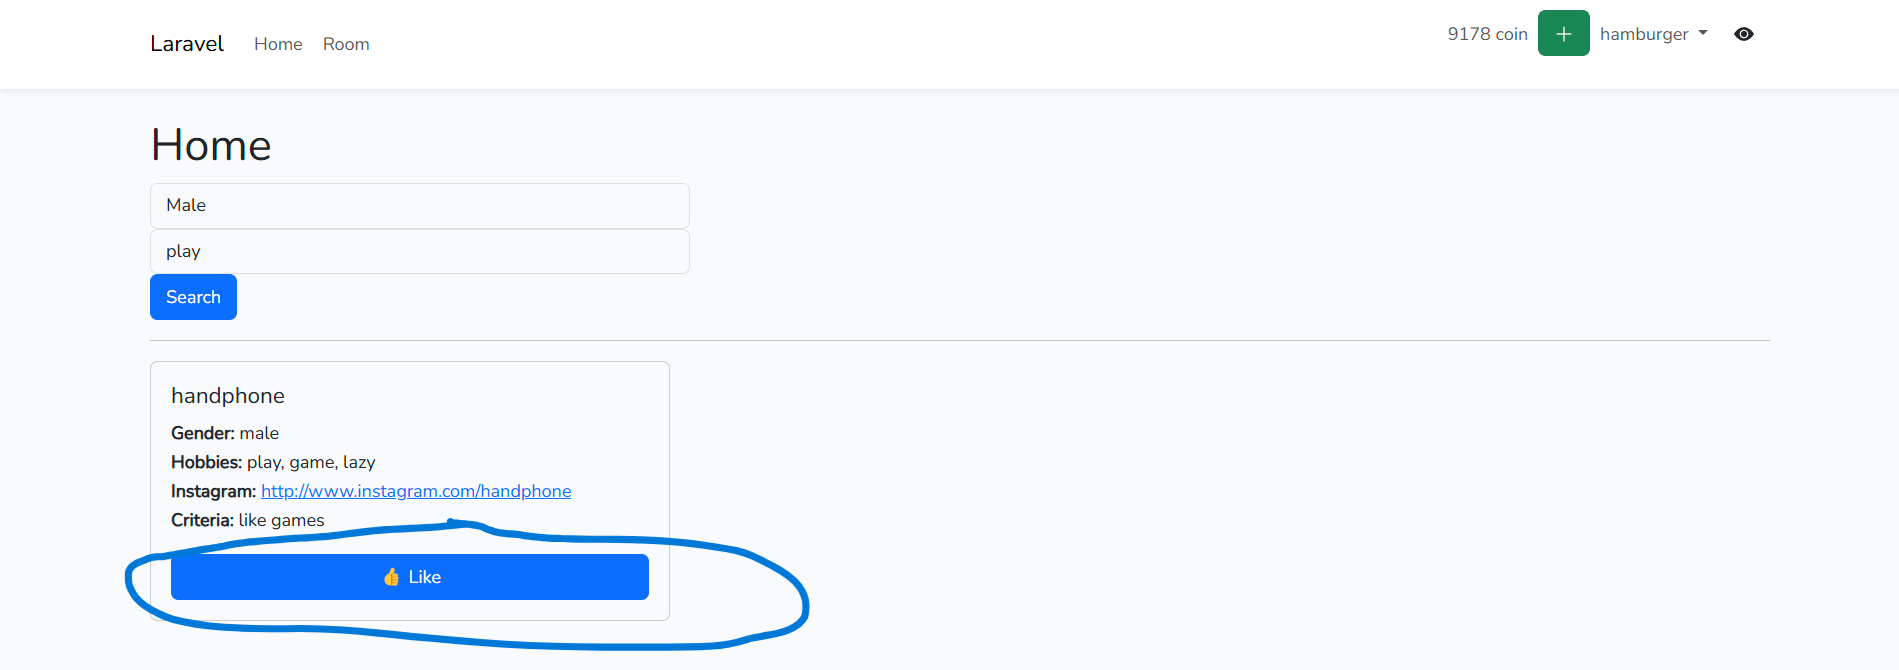 Laravel Home Room 9178 coin + hamburger
Home
Male
play
Search
handphone
Gender: male
Hobbies: play, game, lazy
Instagram: http://www.instagram.com/handphone
Criteria: like games
👍 Like